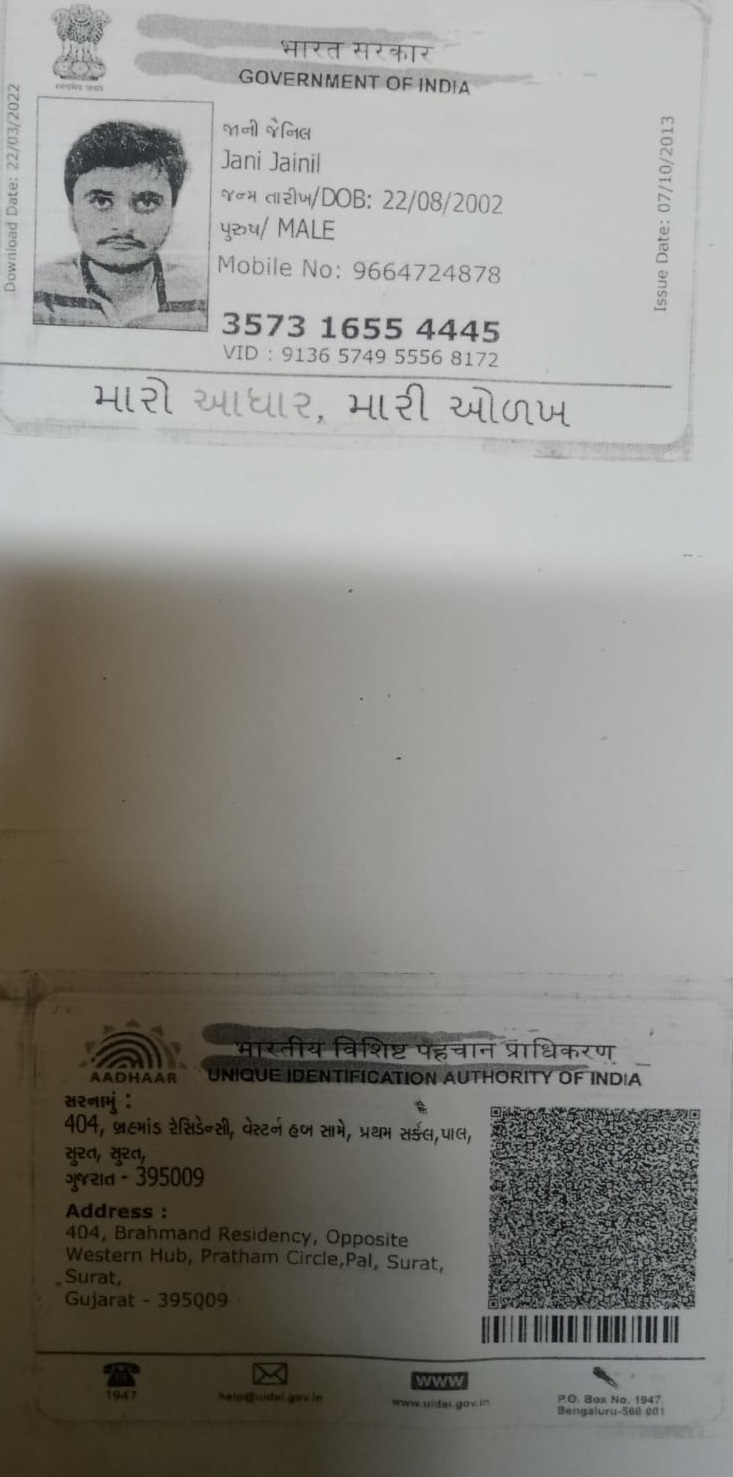 भारत सरकार
GOVERNMENT OF INDIA
Download Date: 22/03/2022
જાની જૈનિલ
Jani Jainil
જન્મ તારીખ/DOB: 22/08/2002
પુરુષ/ MALE
Mobile No: 9664724878
Issue Date: 07/10/2013
3573 1655 4445
VID : 9136 5749 5556 8172
મારો આધાર, મારી ઓળખ
भारतीय विशिष्ट पहचान प्राधिकरण
AADHAAR
UNIQUE IDENTIFICATION AUTHORITY OF INDIA
સરનામું :
404, બ્રહ્માંડ રેસિડેન્સી, વેસ્ટર્ન હબ સામે, પ્રથમ સર્કલ,પાલ,
સુરત, સુરત,
ગુજરાત - 395009
Address :
404, Brahmand Residency, Opposite
Western Hub, Pratham Circle,Pal, Surat,
Surat,
Gujarat - 395009
1947
help@uidai.gov.in
www
www.uidai.gov.in
P.O. Box No. 1947,
Bengaluru-560 001